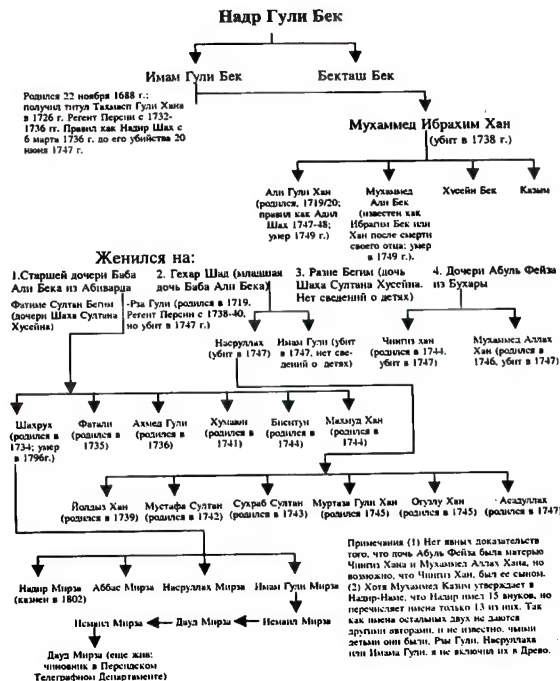 Надр Гули Бек
Имам Гули Бек
Бекташ Бек
Родился 22 ноября 1688 г.;
получил титул Тахмасп Гули Хана
в 1726 г. Регент Персии с 1732-
1736 гг. Правил как Надир Шах с
6 марта 1736 г. до его убийства 20
июня 1747 г.
Мухаммед Ибрахим Хан
(убит в 1738 г.)
Али Гули Хан
(родился, 1719/20;
правил как Адил
Шах 1747-48;
умер 1749 г.)
Мухаммед
Али Бек
(известен как
Ибрагим Бек или
Хан после смерти
своего отца; умер
в 1749 г.).
Хусейн Бек
Казым
Женился на:
1.Старшей дочери Баба
Али Бека из Абиварда
Фатиме Султан Бегим
(дочери Шаха Султана
Хусейна)
2. Гехар Шад (младшая
дочь Баба Али Бека)
-Рза Гули (родился в 1719.
Регент Персии с 1738-40,
но убит в 1747 г.)
3. Разие Бегим (дочь
Шаха Султана Хусейна.
Нет сведений о детях)
4. Дочери Абуль Фейза
из Бухары
Насруллах
(убит в 1747)
Имам Гули (убит
в 1747, нет све-
дений о детях)
Чингиз хан
(родился в 1744,
убит в 1747)
Мухаммед Аллах
Хан (родился в
1746, убит в 1747)
Шахрух
(родился в
1734; умер
в 1796г.)
Фатали
(родился в
1735)
Ахмед Гули
(родился в
1736)
Хумаюн
(родился в
1741)
Биситун
(родился в
1744)
Махмуд Хан
(родился в
1744)
Йолдыз Хан
(родился в 1739)
Мустафа Султан
(родился в 1742)
Сухраб Султан
(родился в 1743)
Муртаза Гули Хан
(родился 1745)
Огузлу Хан
(родился в 1745)
Асадуллах
(родился в 1747)
Надир Мирза
(казнен в 1802)
Аббас Мирза
Насруллах Мирза
Имам Гули Мирза
Исмаил Мирза
Дауд Мирза
Исмаил Мирза
Дауд Мирза (еще жив:
чиновник в Персидском
Телеграфном Департаменте)
Примечания (1) Нет явных доказательств
того, что дочь Абуль Фейза была матерью
Чингиз Хана и Мухаммед Аллах Хана, но
возможно, что Чингиз Хан, был ее сыном.
(2) Хотя Мухаммед Казим утверждает в
Надир-Наме, что Надир имел 15 внуков, но
перечисляет имена только 13 из них. Так
как имена остальных двух не даются
другими авторами, и не известно, чьими
детьми они были, Рзы Гули, Насруллаха
или Имама Гули, я не включил их в Древо.